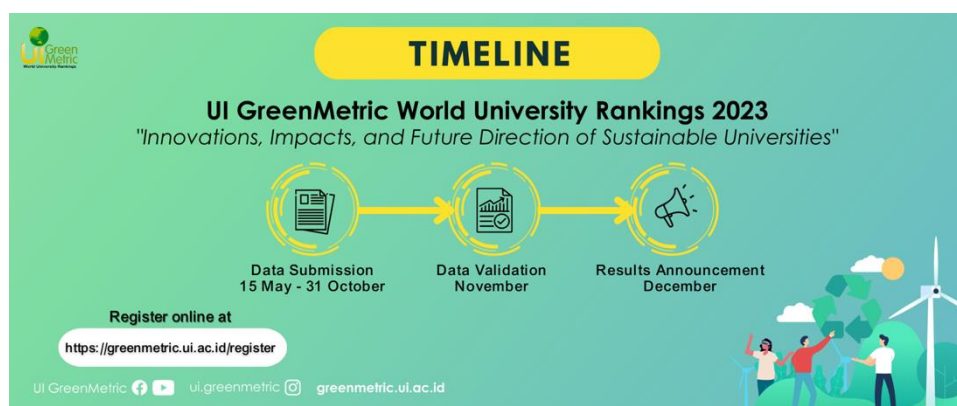 UI Green
Metric
World University Rankings
TIMELINE
UI GreenMetric World University Rankings 2023
"Innovations, Impacts, and Future Direction of Sustainable Universities"
Data Submission
15 May - 31 October
Data Validation
November
Results Announcement
December
Register online at
https://greenmetric.ui.ac.id/register
UI GreenMetric ui.greenmetric greenmetric.ui.ac.id